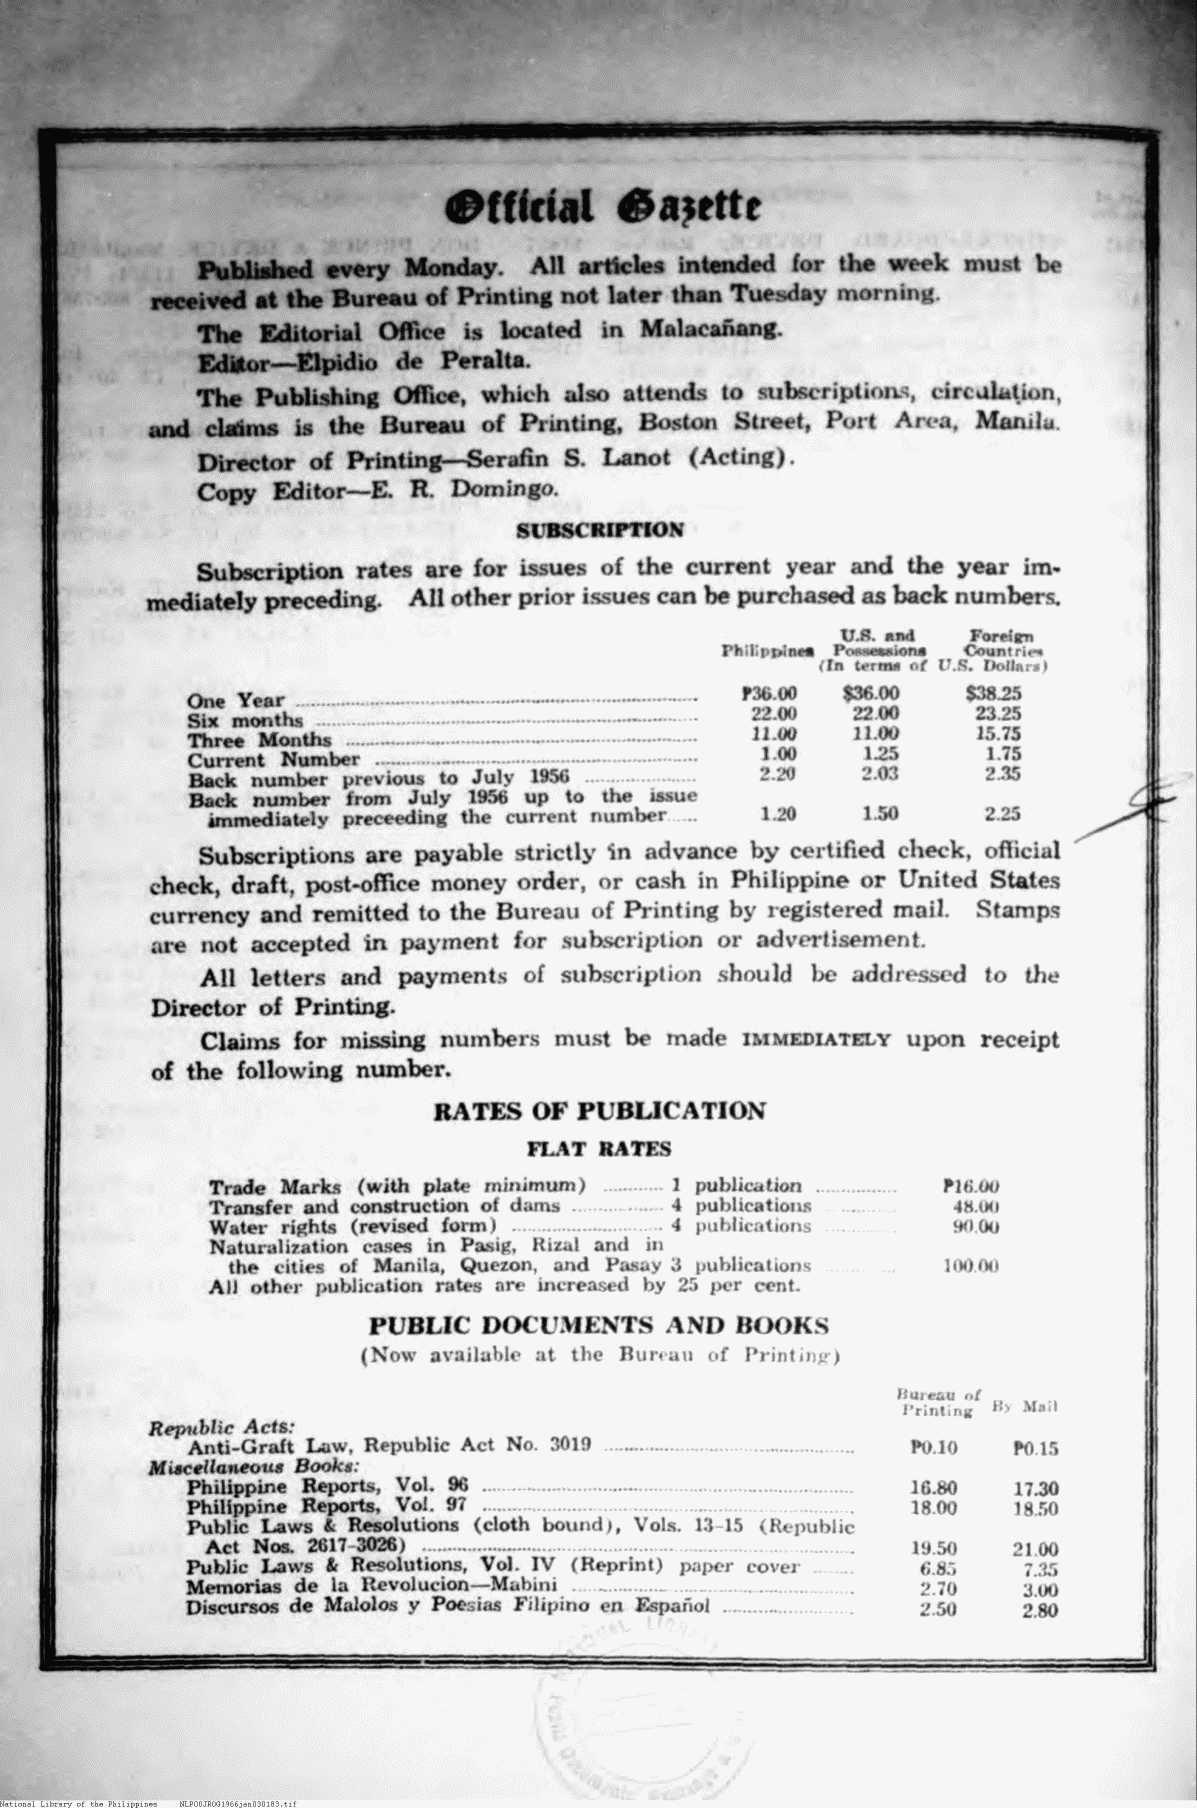 Official Gazette
Published every Monday. All articles intended for the week must be
received at the Bureau of Printing not later than Tuesday morning.
The Editorial Office is located in Malacañang.
Editor—Elpidio de Peralta.
The Publishing Office, which also attends to subscriptions, circulation,
and claims is the Bureau of Printing, Boston Street, Port Area, Manila.
Director of Printing—Serafin S. Lanot (Acting).
Copy Editor—E. R. Domingo.
SUBSCRIPTION
Subscription rates are for issues of the current year and the year im-
mediately preceding. All other prior issues can be purchased as back numbers.
U.S. and Foreign
Philippines Possessions Countries
(In terms of U.S. Dollars)
One Year ₱36.00 $36.00 $38.25
Six months 22.00 22.00 23.25
Three Months 11.00 11.00 15.75
Current Number 1.00 1.25 1.75
Back number previous to July 1956 2.20 2.03 2.35
Back number from July 1956 up to the issue
immediately preceeding the current number 1.20 1.50 2.25
Subscriptions are payable strictly in advance by certified check, official
check, draft, post-office money order, or cash in Philippine or United States
currency and remitted to the Bureau of Printing by registered mail. Stamps
are not accepted in payment for subscription or advertisement.
All letters and payments of subscription should be addressed to the
Director of Printing.
Claims for missing numbers must be made IMMEDIATELY upon receipt
of the following number.
RATES OF PUBLICATION
FLAT RATES
Trade Marks (with plate minimum) 1 publication ₱16.00
Transfer and construction of dams 4 publications 48.00
Water rights (revised form) 4 publications 90.00
Naturalization cases in Pasig, Rizal and in
the cities of Manila, Quezon, and Pasay 3 publications 100.00
All other publication rates are increased by 25 per cent.
PUBLIC DOCUMENTS AND BOOKS
(Now available at the Bureau of Printing)
Bureau of
Printing By Mail
Republic Acts:
Anti-Graft Law, Republic Act No. 3019 ₱0.10 ₱0.15
Miscellaneous Books:
Philippine Reports, Vol. 96 16.80 17.30
Philippine Reports, Vol. 97 18.00 18.50
Public Laws & Resolutions (cloth bound), Vols. 13-15 (Republic
Act Nos. 2617-3026) 19.50 21.00
Public Laws & Resolutions, Vol. IV (Reprint) paper cover 6.85 7.35
Memorias de la Revolucion—Mabini 2.70 3.00
Discursos de Malolos y Poesias Filipino en Español 2.50 2.80
National Library of the Philippines NLPO0JROG1966jan030183.tif